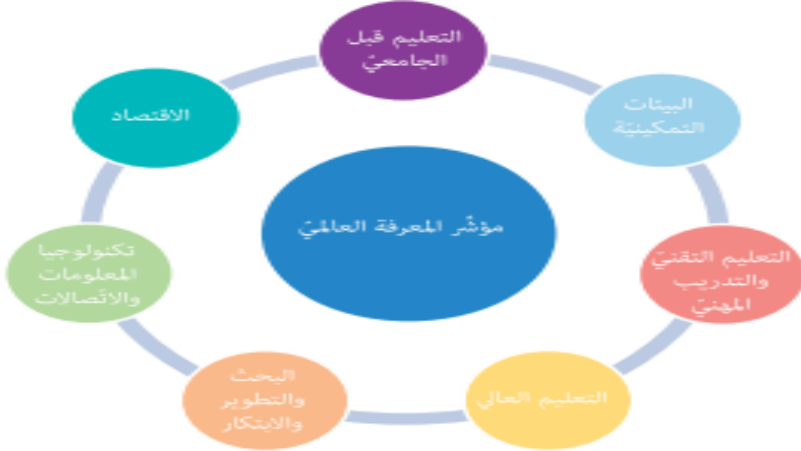 التعليم قبل
الجامعيّ
البيئات
التمكينيّة
التعليم التقنيّ
والتدريب
المهنيّ
التعليم العالي
البحث
والتطوير
والابتكار
تكنولوجيا
المعلومات
والاتّصالات
الاقتصاد
مؤشّر المعرفة العالميّ